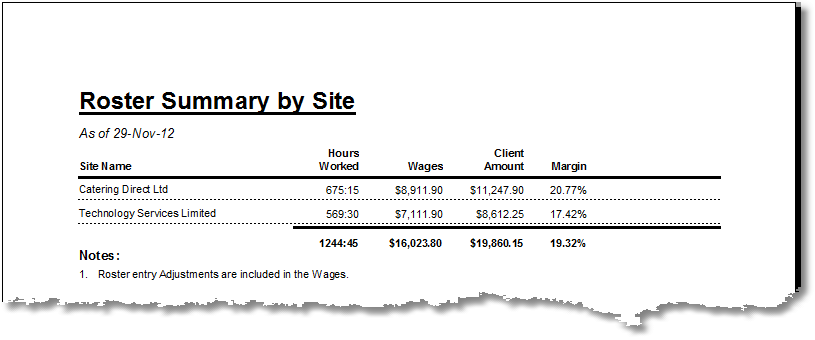 Roster Summary by Site
As of 29-Nov-12
Hours Client
Site Name Worked Wages Amount Margin
Catering Direct Ltd 675:15 $8,911.90 $11,247.90 20.77%
Technology Services Limited 569:30 $7,111.90 $8,612.25 17.42%
1244:45 $16,023.80 $19,860.15 19.32%
Notes:
1. Roster entry Adjustments are included in the Wages.